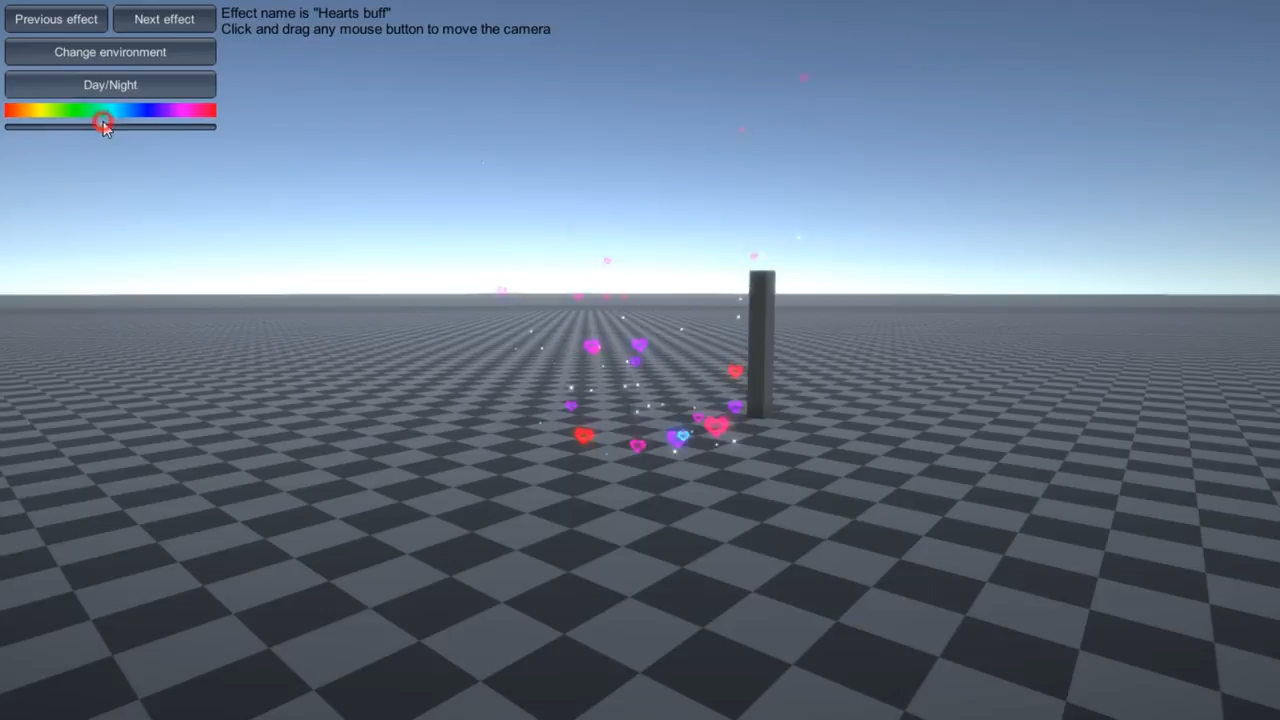 Previous effect
Next effect
Effect name is "Hearts buff"
Click and drag any mouse button to move the camera
Change environment
Day/Night